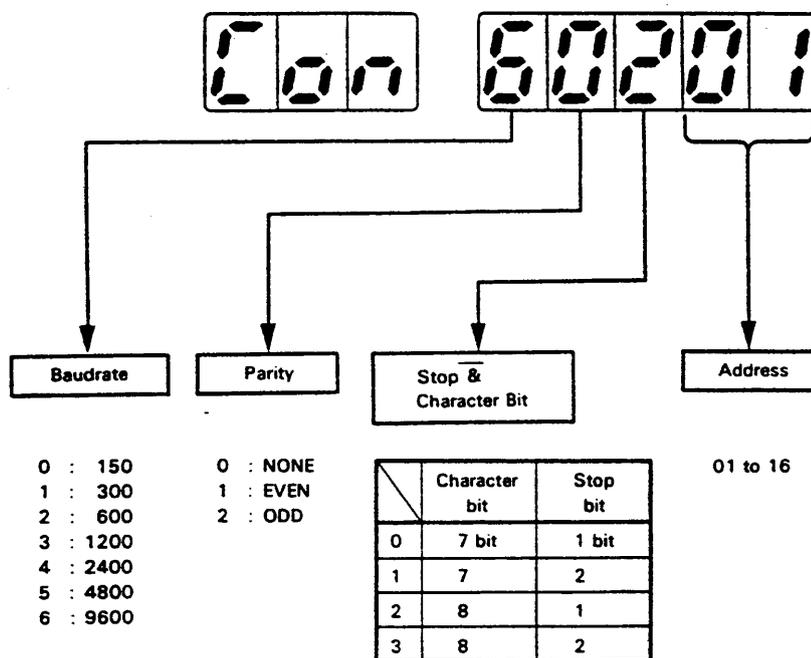 Con 60201
Baudrate
Parity
Stop &
Character Bit
Address
0 : 150
1 : 300
2 : 600
3 : 1200
4 : 2400
5 : 4800
6 : 9600
0 : NONE
1 : EVEN
2 : ODD
Character bit Stop bit
0 7 bit 1 bit
1 7 2
2 8 1
3 8 2
01 to 16